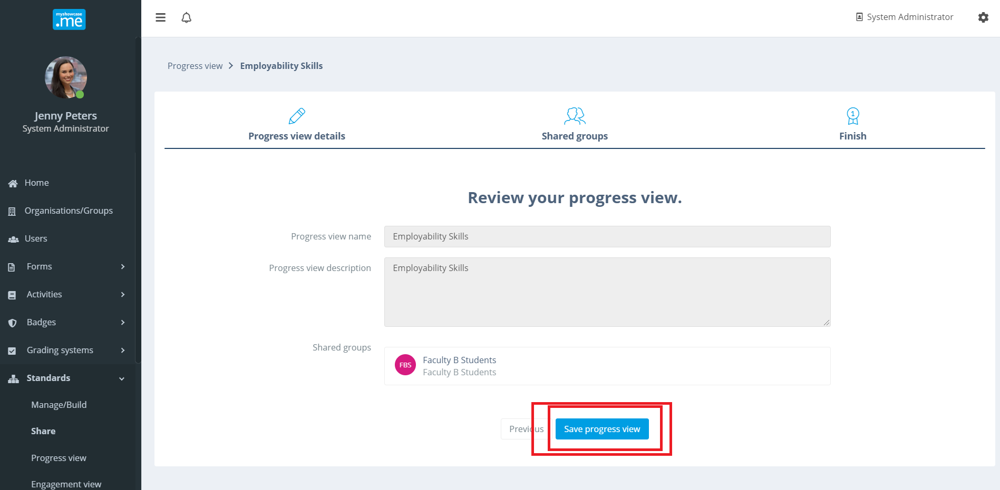 myshowcase
.me
System Administrator
Jenny Peters
System Administrator
Home
Organisations/Groups
Users
Forms
Activities
Badges
Grading systems
Standards
Manage/Build
Share
Progress view
Engagement view
Progress view
Employability Skills
Progress view details
Shared groups
1
Finish
Review your progress view.
Progress view name
Employability Skills
Progress view description
Employability Skills
Shared groups
FBS
Faculty B Students
Faculty B Students
Previous
Save progress view